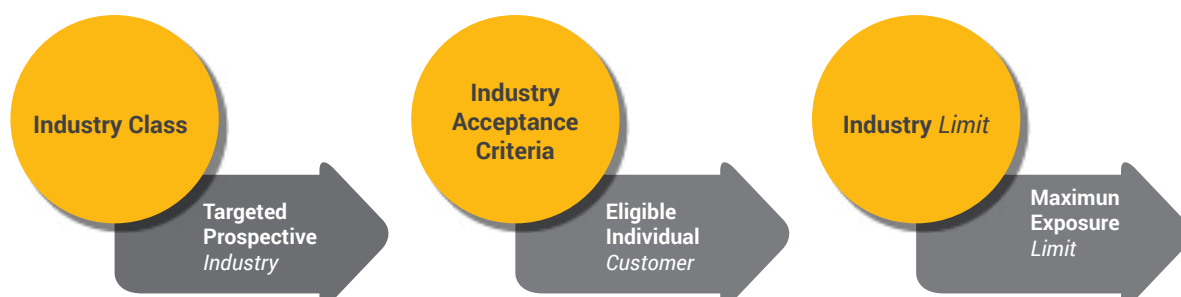 Industry Class
Targeted
Prospective
Industry
Industry
Acceptance
Criteria
Eligible
Individual
Customer
Industry Limit
Maximun
Exposure
Limit